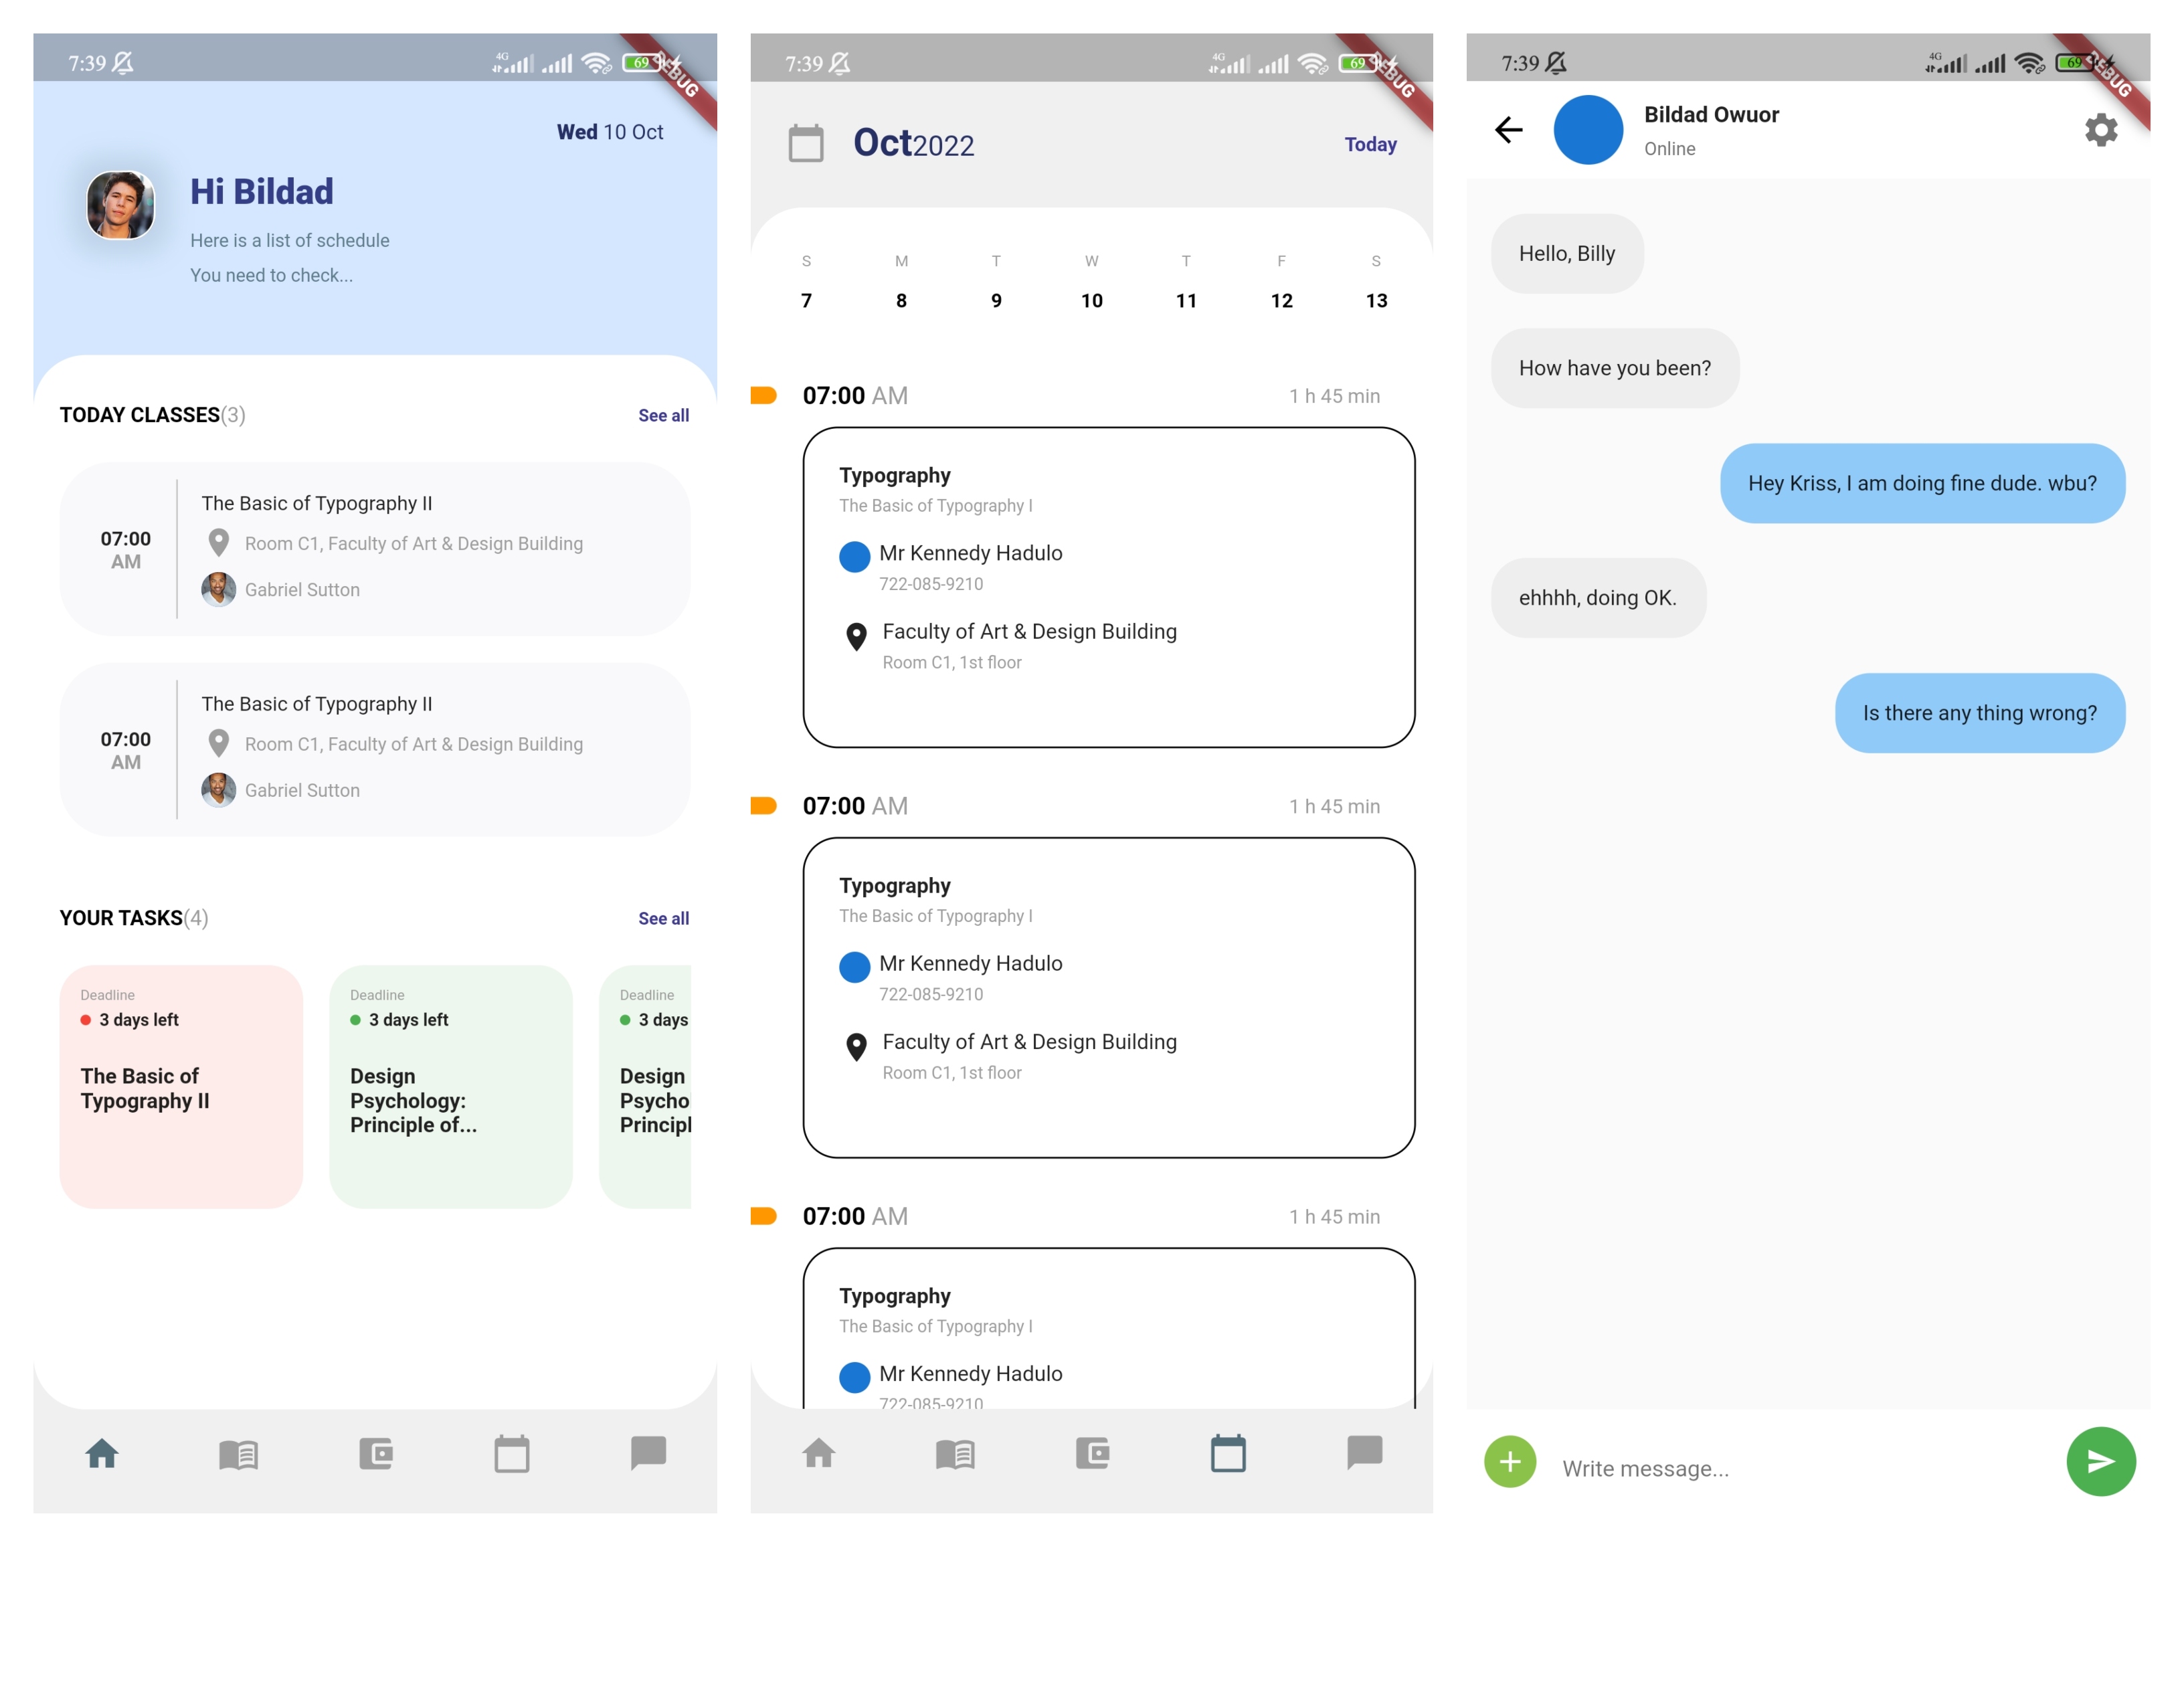 7:39
4G
69
DEBUG
Wed 10 Oct
Hi Bildad
Here is a list of schedule
You need to check...
TODAY CLASSES(3)
See all
07:00
AM
The Basic of Typography II
Room C1, Faculty of Art & Design Building
Gabriel Sutton
07:00
AM
The Basic of Typography II
Room C1, Faculty of Art & Design Building
Gabriel Sutton
YOUR TASKS(4)
See all
Deadline
3 days left
The Basic of
Typography II
Deadline
3 days left
Design
Psychology:
Principle of...
Deadline
3 days
Design
Psycho
Princip
7:39
4G
69
DEBUG
Oct2022
Today
S M T W T F S
7 8 9 10 11 12 13
07:00 AM
1 h 45 min
Typography
The Basic of Typography I
Mr Kennedy Hadulo
722-085-9210
Faculty of Art & Design Building
Room C1, 1st floor
07:00 AM
1 h 45 min
Typography
The Basic of Typography I
Mr Kennedy Hadulo
722-085-9210
Faculty of Art & Design Building
Room C1, 1st floor
07:00 AM
1 h 45 min
Typography
The Basic of Typography I
Mr Kennedy Hadulo
722-085-9210
7:39
4G
69
DEBUG
Bildad Owuor
Online
Hello, Billy
How have you been?
Hey Kriss, I am doing fine dude. wbu?
ehhhh, doing OK.
Is there any thing wrong?
Write message...